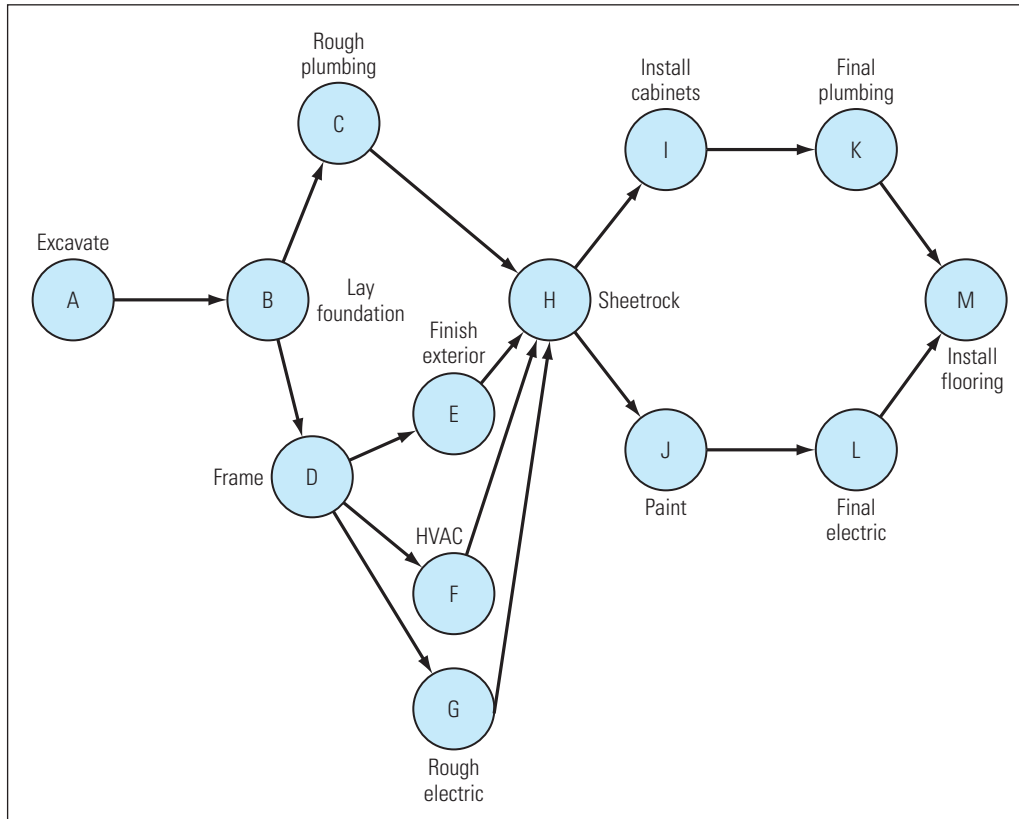 Rough
plumbing
C
Install
cabinets
I
Final
plumbing
K
Excavate
A
B
Lay
foundation
H
Sheetrock
M
Install
flooring
Finish
exterior
E
Frame
D
J
Paint
L
Final
electric
HVAC
F
G
Rough
electric